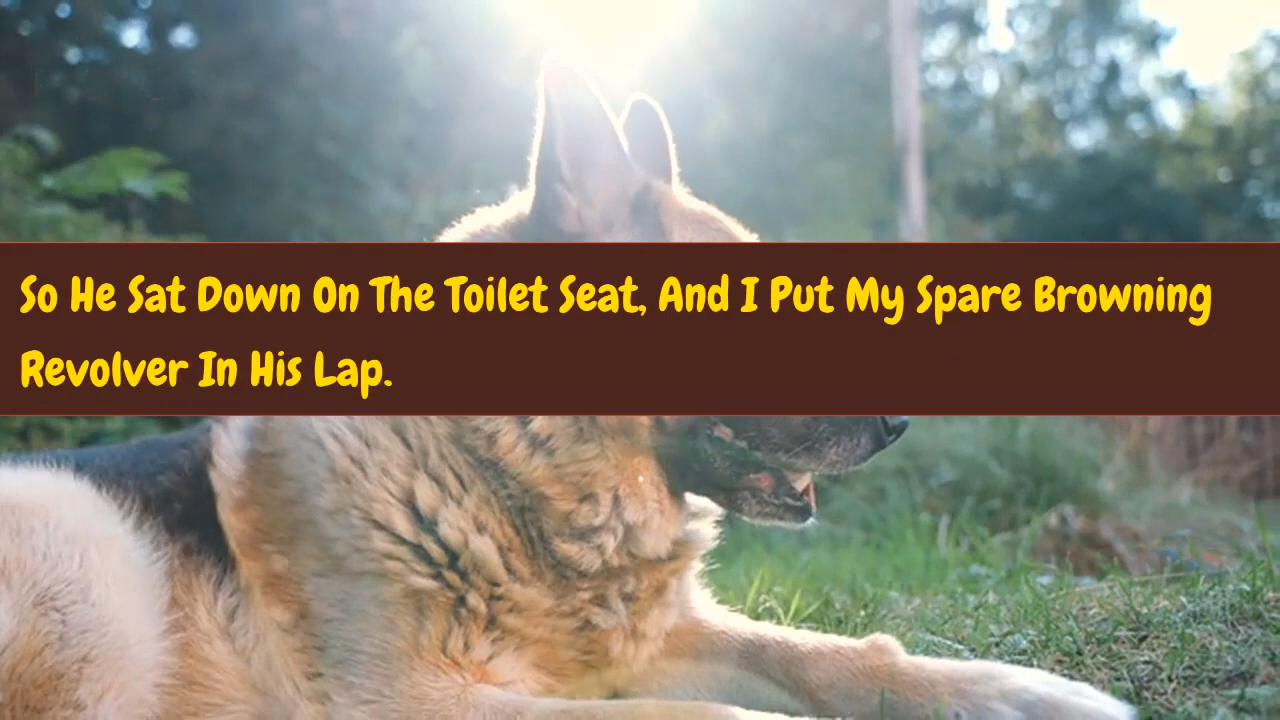 So He Sat Down On The Toilet Seat, And I Put My Spare Browning
Revolver In His Lap.